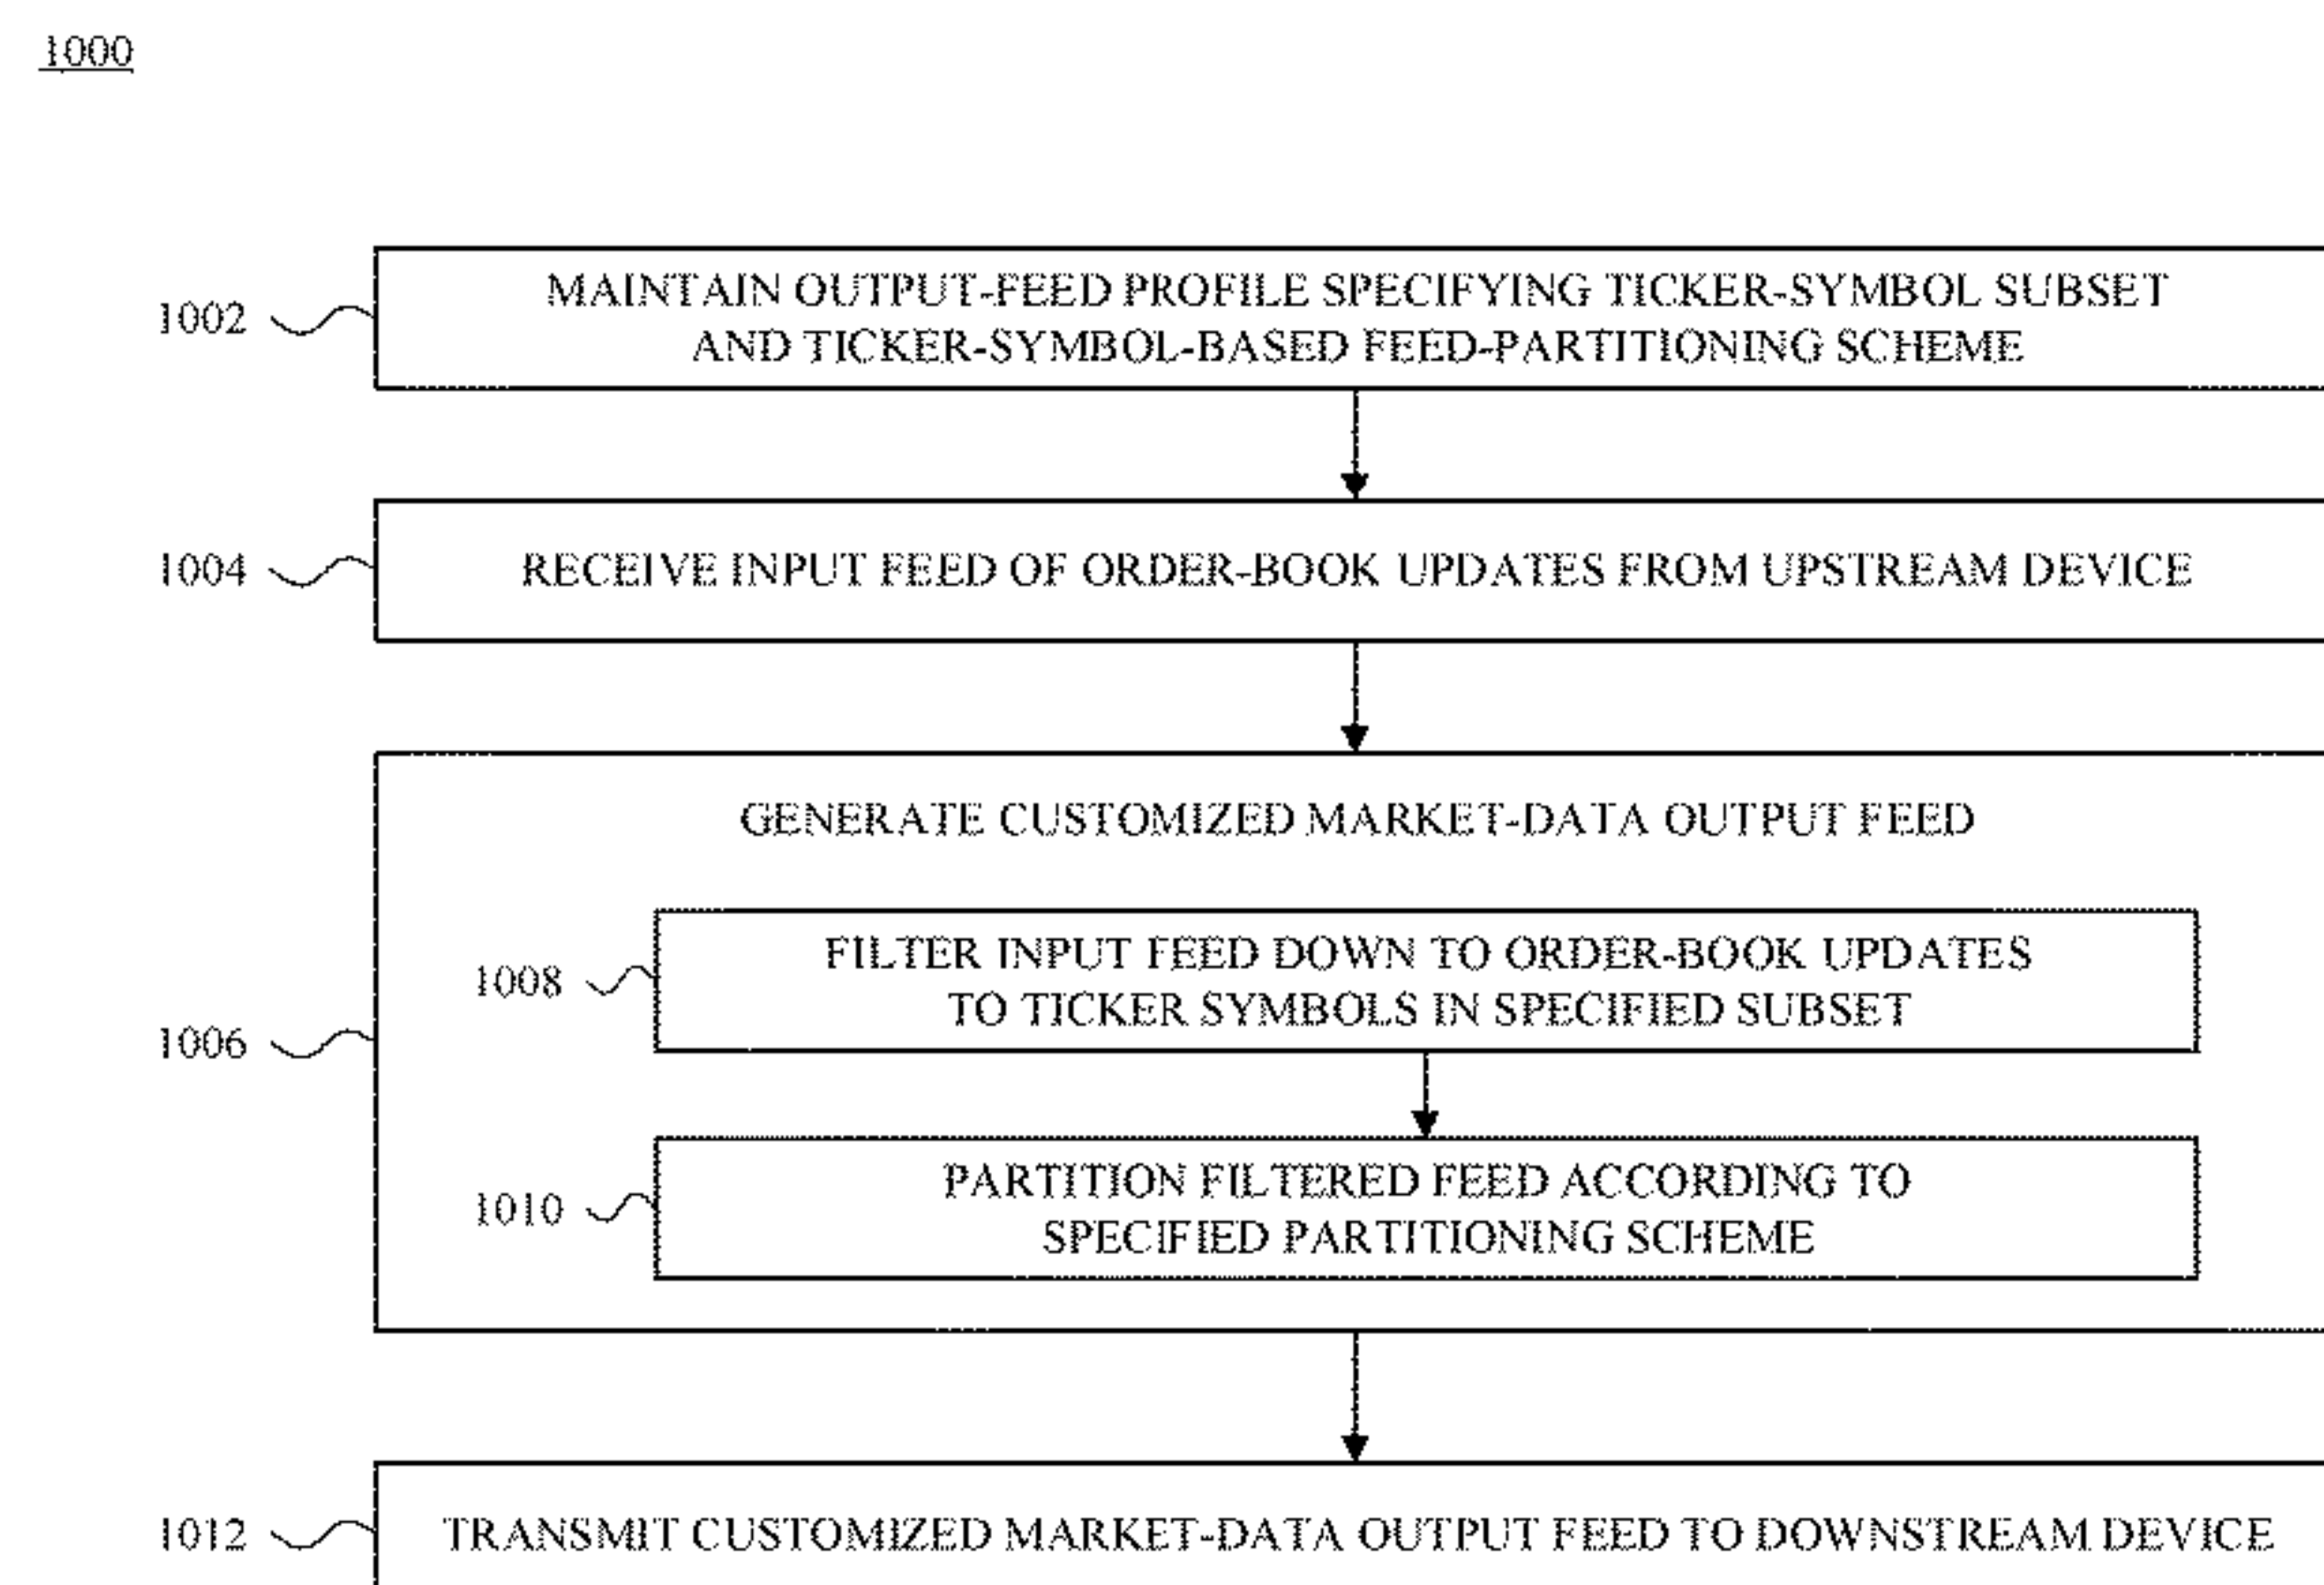 1000
1002
MAINTAIN OUTPUT-FEED PROFILE SPECIFYING TICKER-SYMBOL SUBSET
AND TICKER-SYMBOL-BASED FEED-PARTITIONING SCHEME
1004
RECEIVE INPUT FEED OF ORDER-BOOK UPDATES FROM UPSTREAM DEVICE
1006
GENERATE CUSTOMIZED MARKET-DATA OUTPUT FEED
1008
FILTER INPUT FEED DOWN TO ORDER-BOOK UPDATES
TO TICKER SYMBOLS IN SPECIFIED SUBSET
1010
PARTITION FILTERED FEED ACCORDING TO
SPECIFIED PARTITIONING SCHEME
1012
TRANSMIT CUSTOMIZED MARKET-DATA OUTPUT FEED TO DOWNSTREAM DEVICE